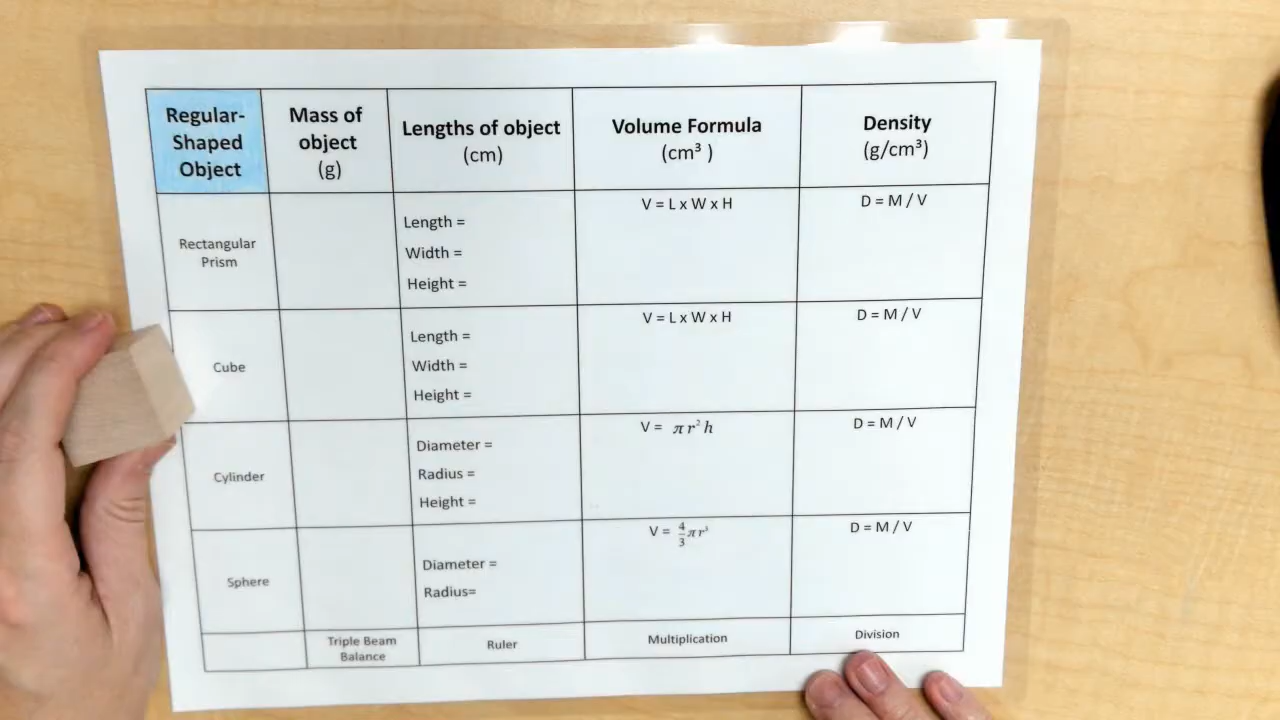 Regular-
Shaped
Object
Mass of
object
(g)
Lengths of object
(cm)
Volume Formula
(cm³ )
Density
(g/cm³)
Rectangular
Prism
Length =
Width =
Height =
V = L x W x H
D = M / V
Cube
Length =
Width =
Height =
V = L x W x H
D = M / V
Cylinder
Diameter =
Radius =
Height =
V = πr²h
D = M / V
Sphere
Diameter =
Radius=
V = 4/3 πr³
D = M / V
Triple Beam
Balance
Ruler
Multiplication
Division